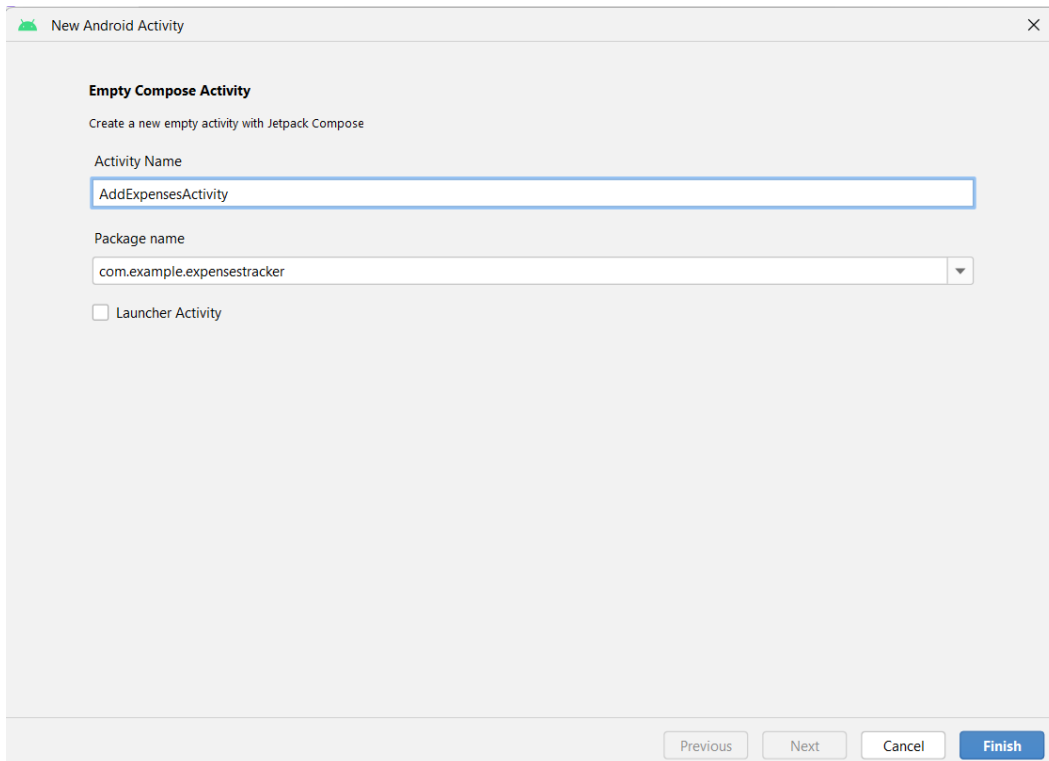 New Android Activity
Empty Compose Activity
Create a new empty activity with Jetpack Compose
Activity Name
AddExpensesActivity
Package name
com.example.expensestracker
Launcher Activity
Previous Next Cancel Finish